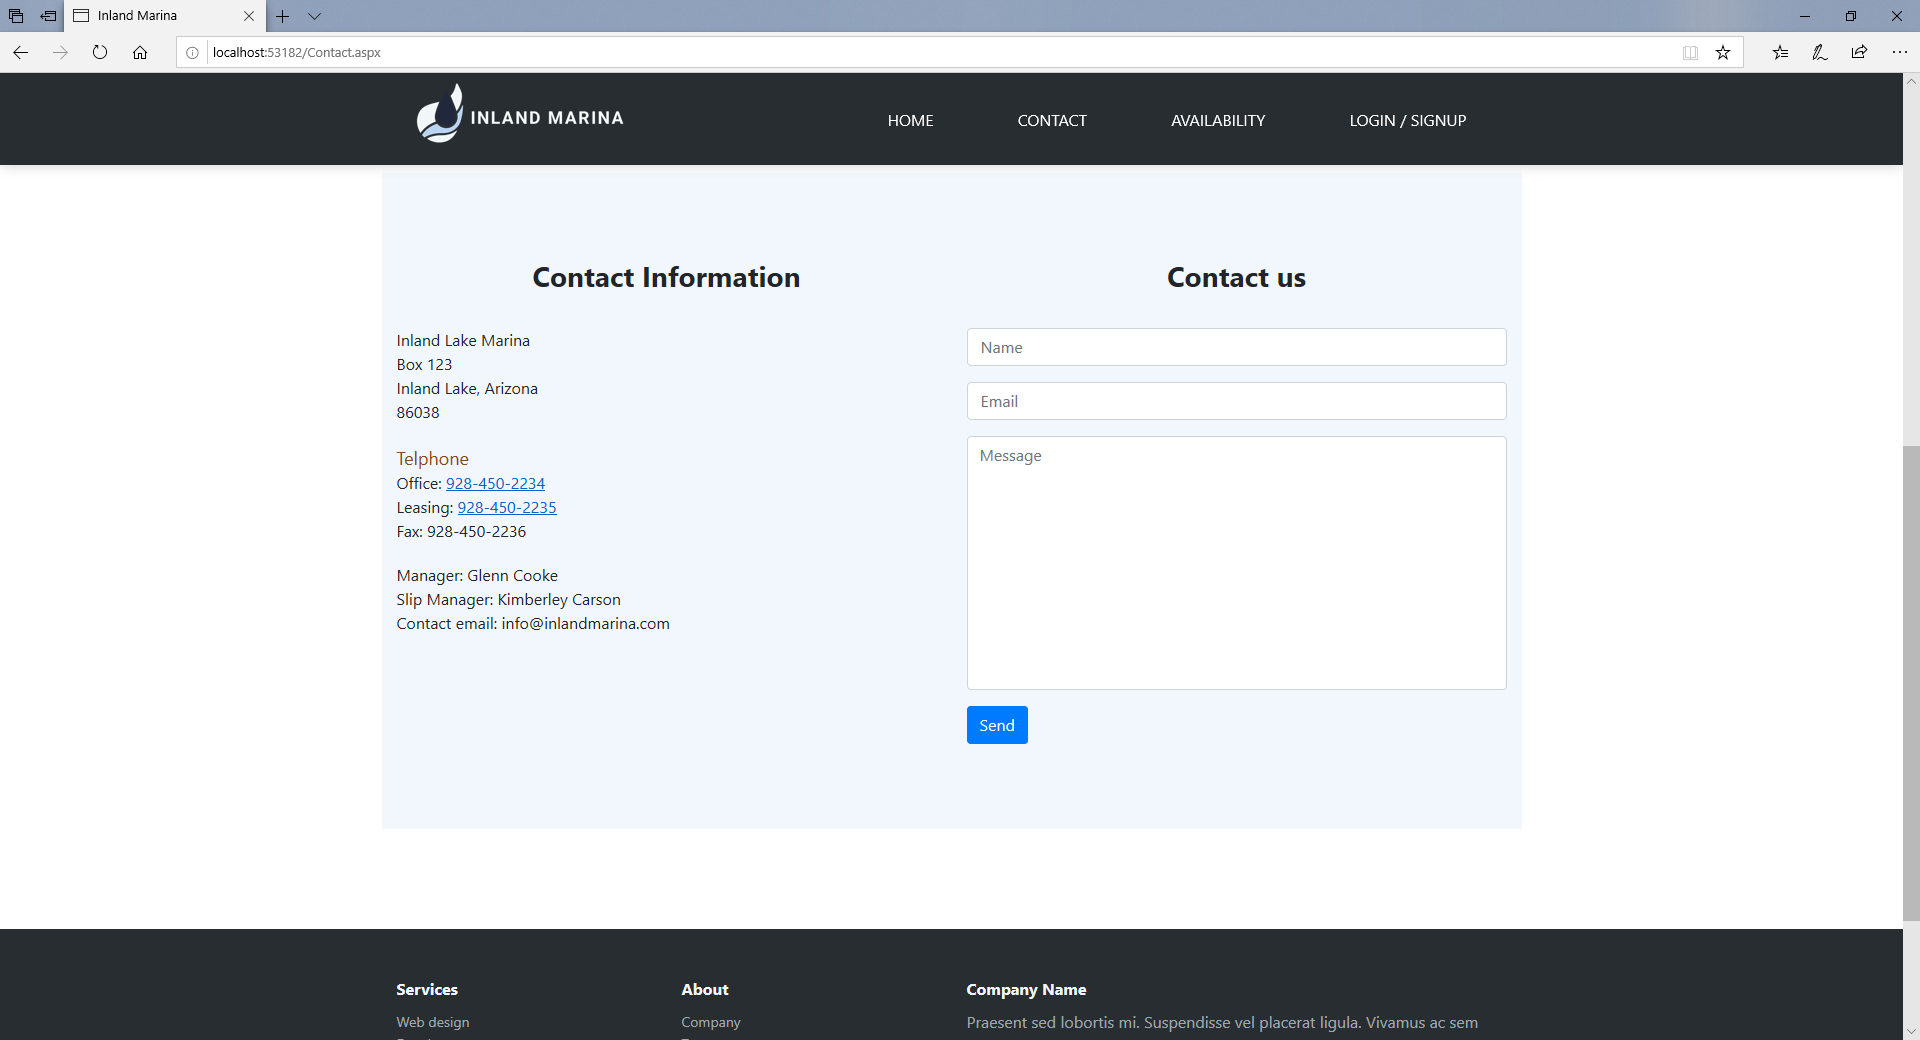 Inland Marina
localhost:53182/Contact.aspx
INLAND MARINA
HOME
CONTACT
AVAILABILITY
LOGIN / SIGNUP
Contact Information
Inland Lake Marina
Box 123
Inland Lake, Arizona
86038
Telphone
Office: 928-450-2234
Leasing: 928-450-2235
Fax: 928-450-2236
Manager: Glenn Cooke
Slip Manager: Kimberley Carson
Contact email: info@inlandmarina.com
Contact us
Name
Email
Message
Send
Services
Web design
About
Company
Company Name
Praesent sed lobortis mi. Suspendisse vel placerat ligula. Vivamus ac sem